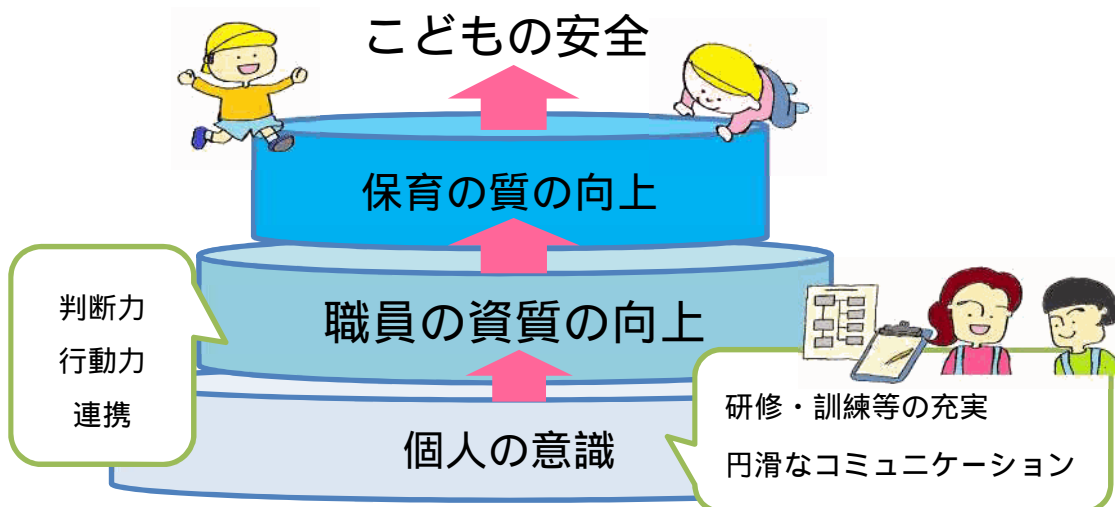 こどもの安全
保育の質の向上
職員の資質の向上
判断力
行動力
連携
個人の意識
研修・訓練等の充実
円滑なコミュニケーション